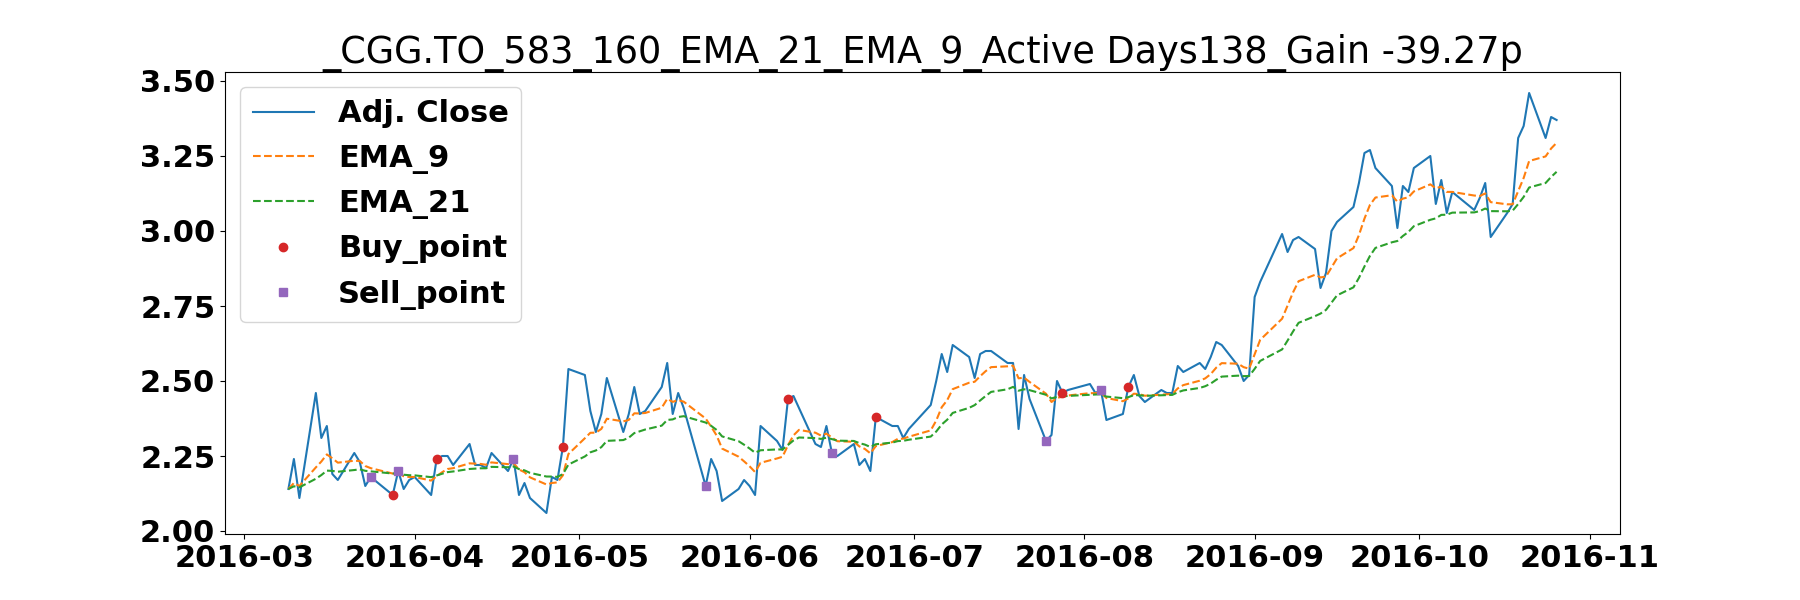 _CGG.TO_583_160_EMA_21_EMA_9_Active Days138_Gain -39.27p
3.50
3.25
3.00
2.75
2.50
2.25
2.00
Adj. Close
EMA_9
EMA_21
Buy_point
Sell_point
2016-03 2016-04 2016-05 2016-06 2016-07 2016-08 2016-09 2016-10 2016-11